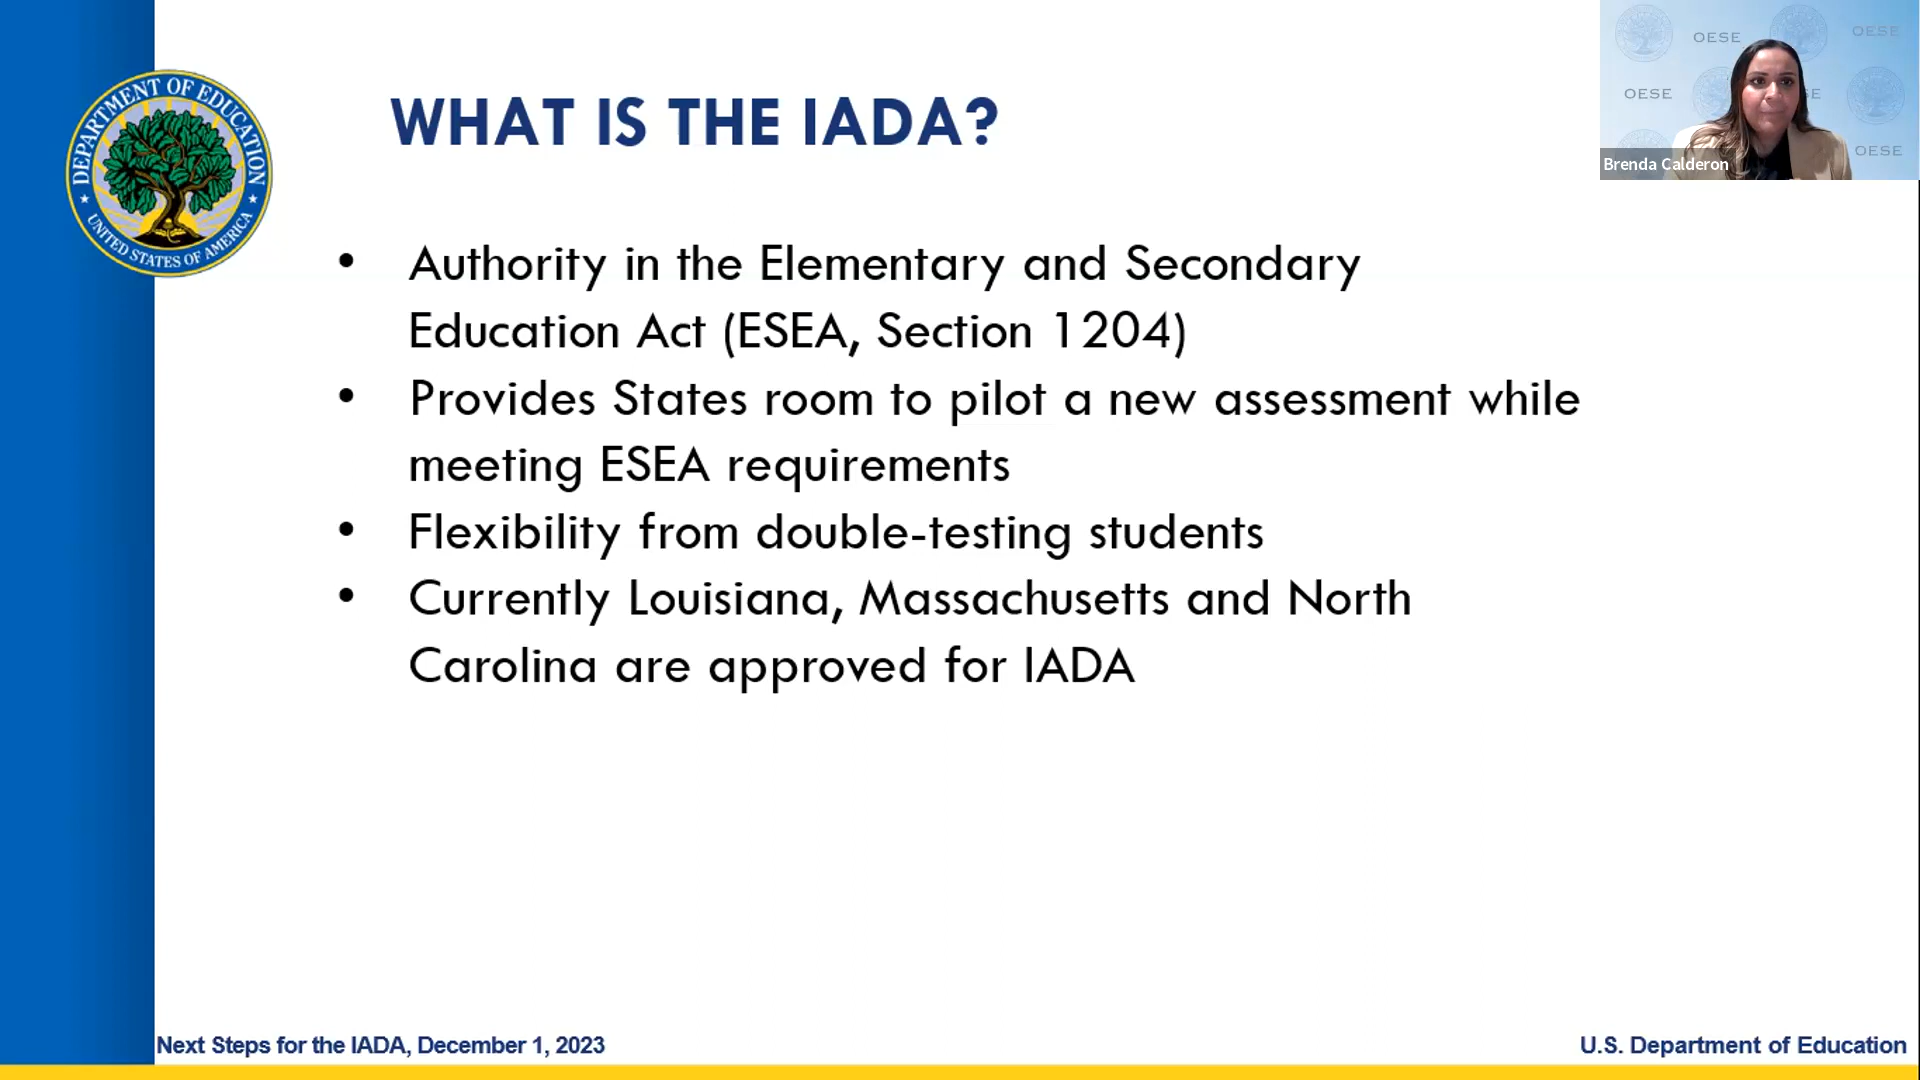 DEPARTMENT OF EDUCATION
UNITED STATES OF AMERICA
WHAT IS THE IADA?
OESE
OESE
OESE
SE
OESE
Brenda Calderon
• Authority in the Elementary and Secondary
Education Act (ESEA, Section 1204)
• Provides States room to pilot a new assessment while
meeting ESEA requirements
• Flexibility from double-testing students
• Currently Louisiana, Massachusetts and North
Carolina are approved for IADA
Next Steps for the IADA, December 1, 2023
U.S. Department of Education